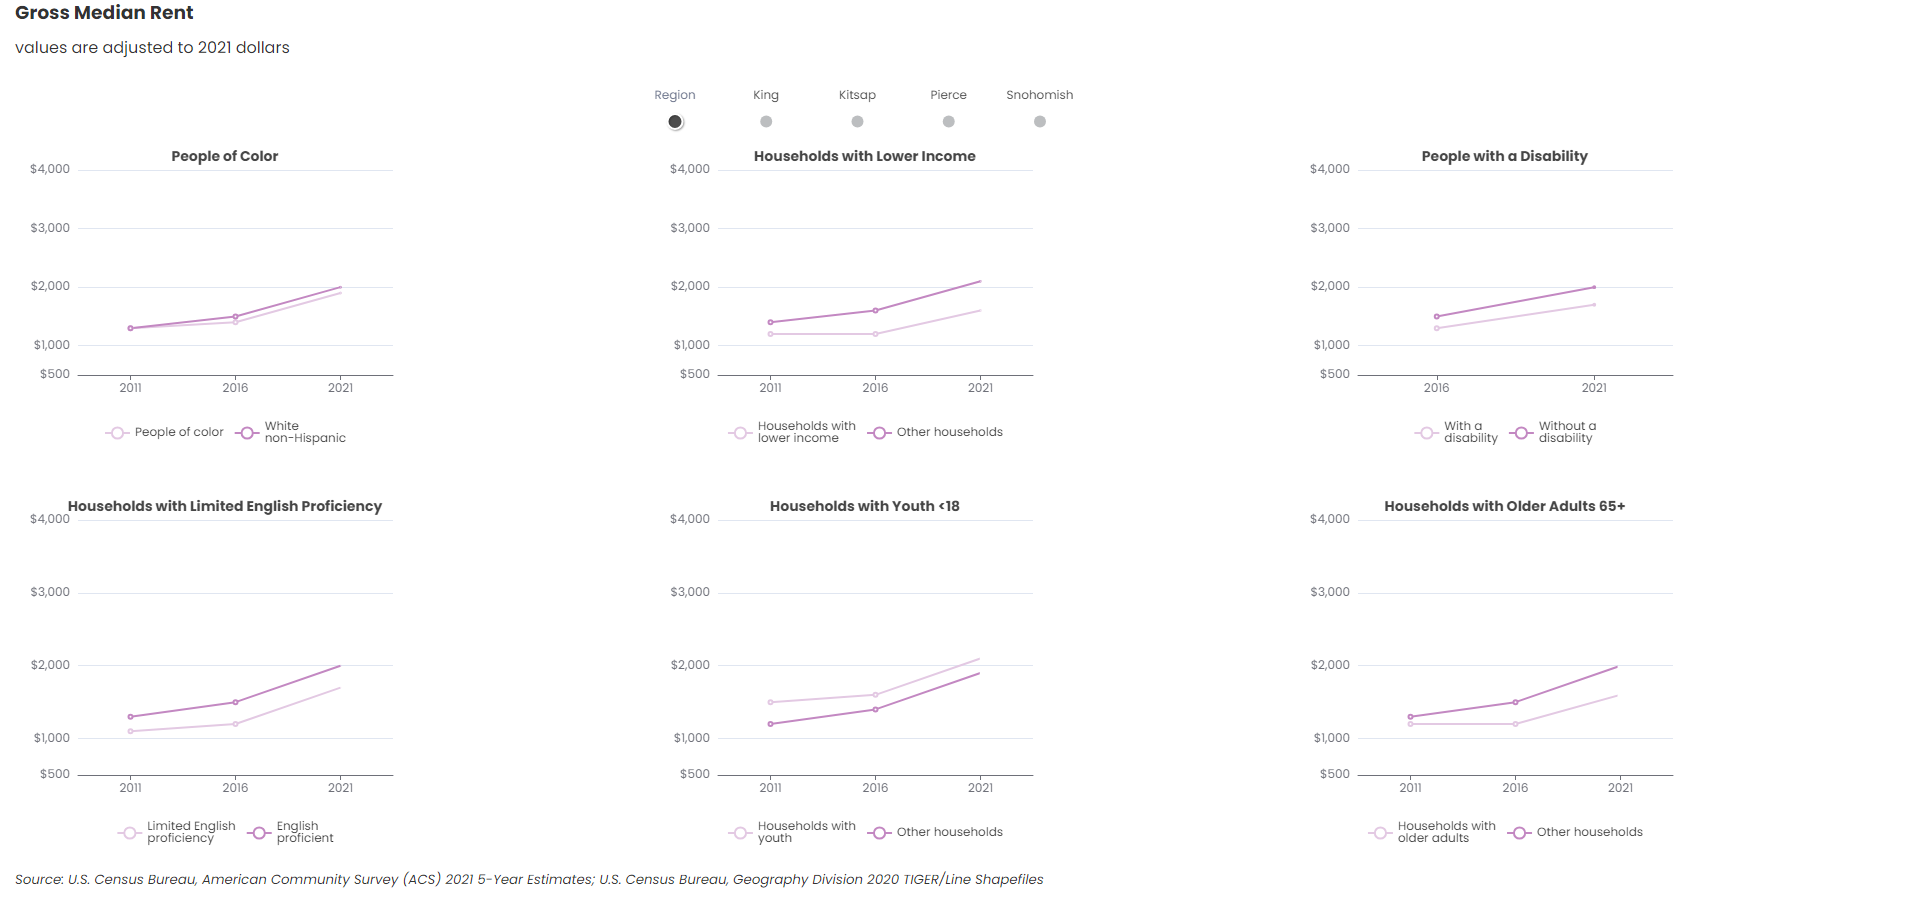 Gross Median Rent
values are adjusted to 2021 dollars
Region King Kitsap Pierce Snohomish
People of Color
$4,000
$3,000
$2,000
$1,000
$500
2011 2016 2021
People of color
White
non-Hispanic
Households with Lower Income
$4,000
$3,000
$2,000
$1,000
$500
2011 2016 2021
Households with
lower income
Other households
People with a Disability
$4,000
$3,000
$2,000
$1,000
$500
2016 2021
With a
disability
Without a
disability
Households with Limited English Proficiency
$4,000
$3,000
$2,000
$1,000
$500
2011 2016 2021
Limited English
proficiency
English
proficient
Households with Youth <18
$4,000
$3,000
$2,000
$1,000
$500
2011 2016 2021
Households with
youth
Other households
Households with Older Adults 65+
$4,000
$3,000
$2,000
$1,000
$500
2011 2016 2021
Households with
older adults
Other households
Source: U.S. Census Bureau, American Community Survey (ACS) 2021 5-Year Estimates; U.S. Census Bureau, Geography Division 2020 TIGER/Line Shapefiles